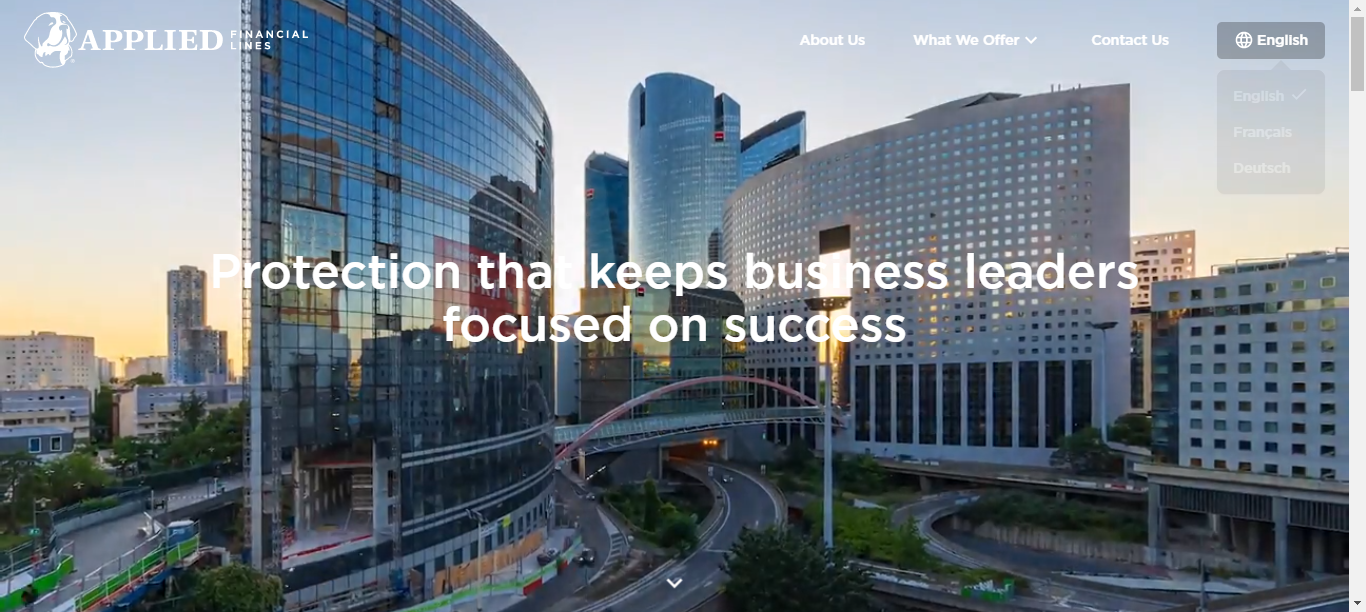 APPLIED FINANCIAL LINES
About Us
What We Offer
Contact Us
English
English
Français
Deutsch
Protection that keeps business leaders
focused on success